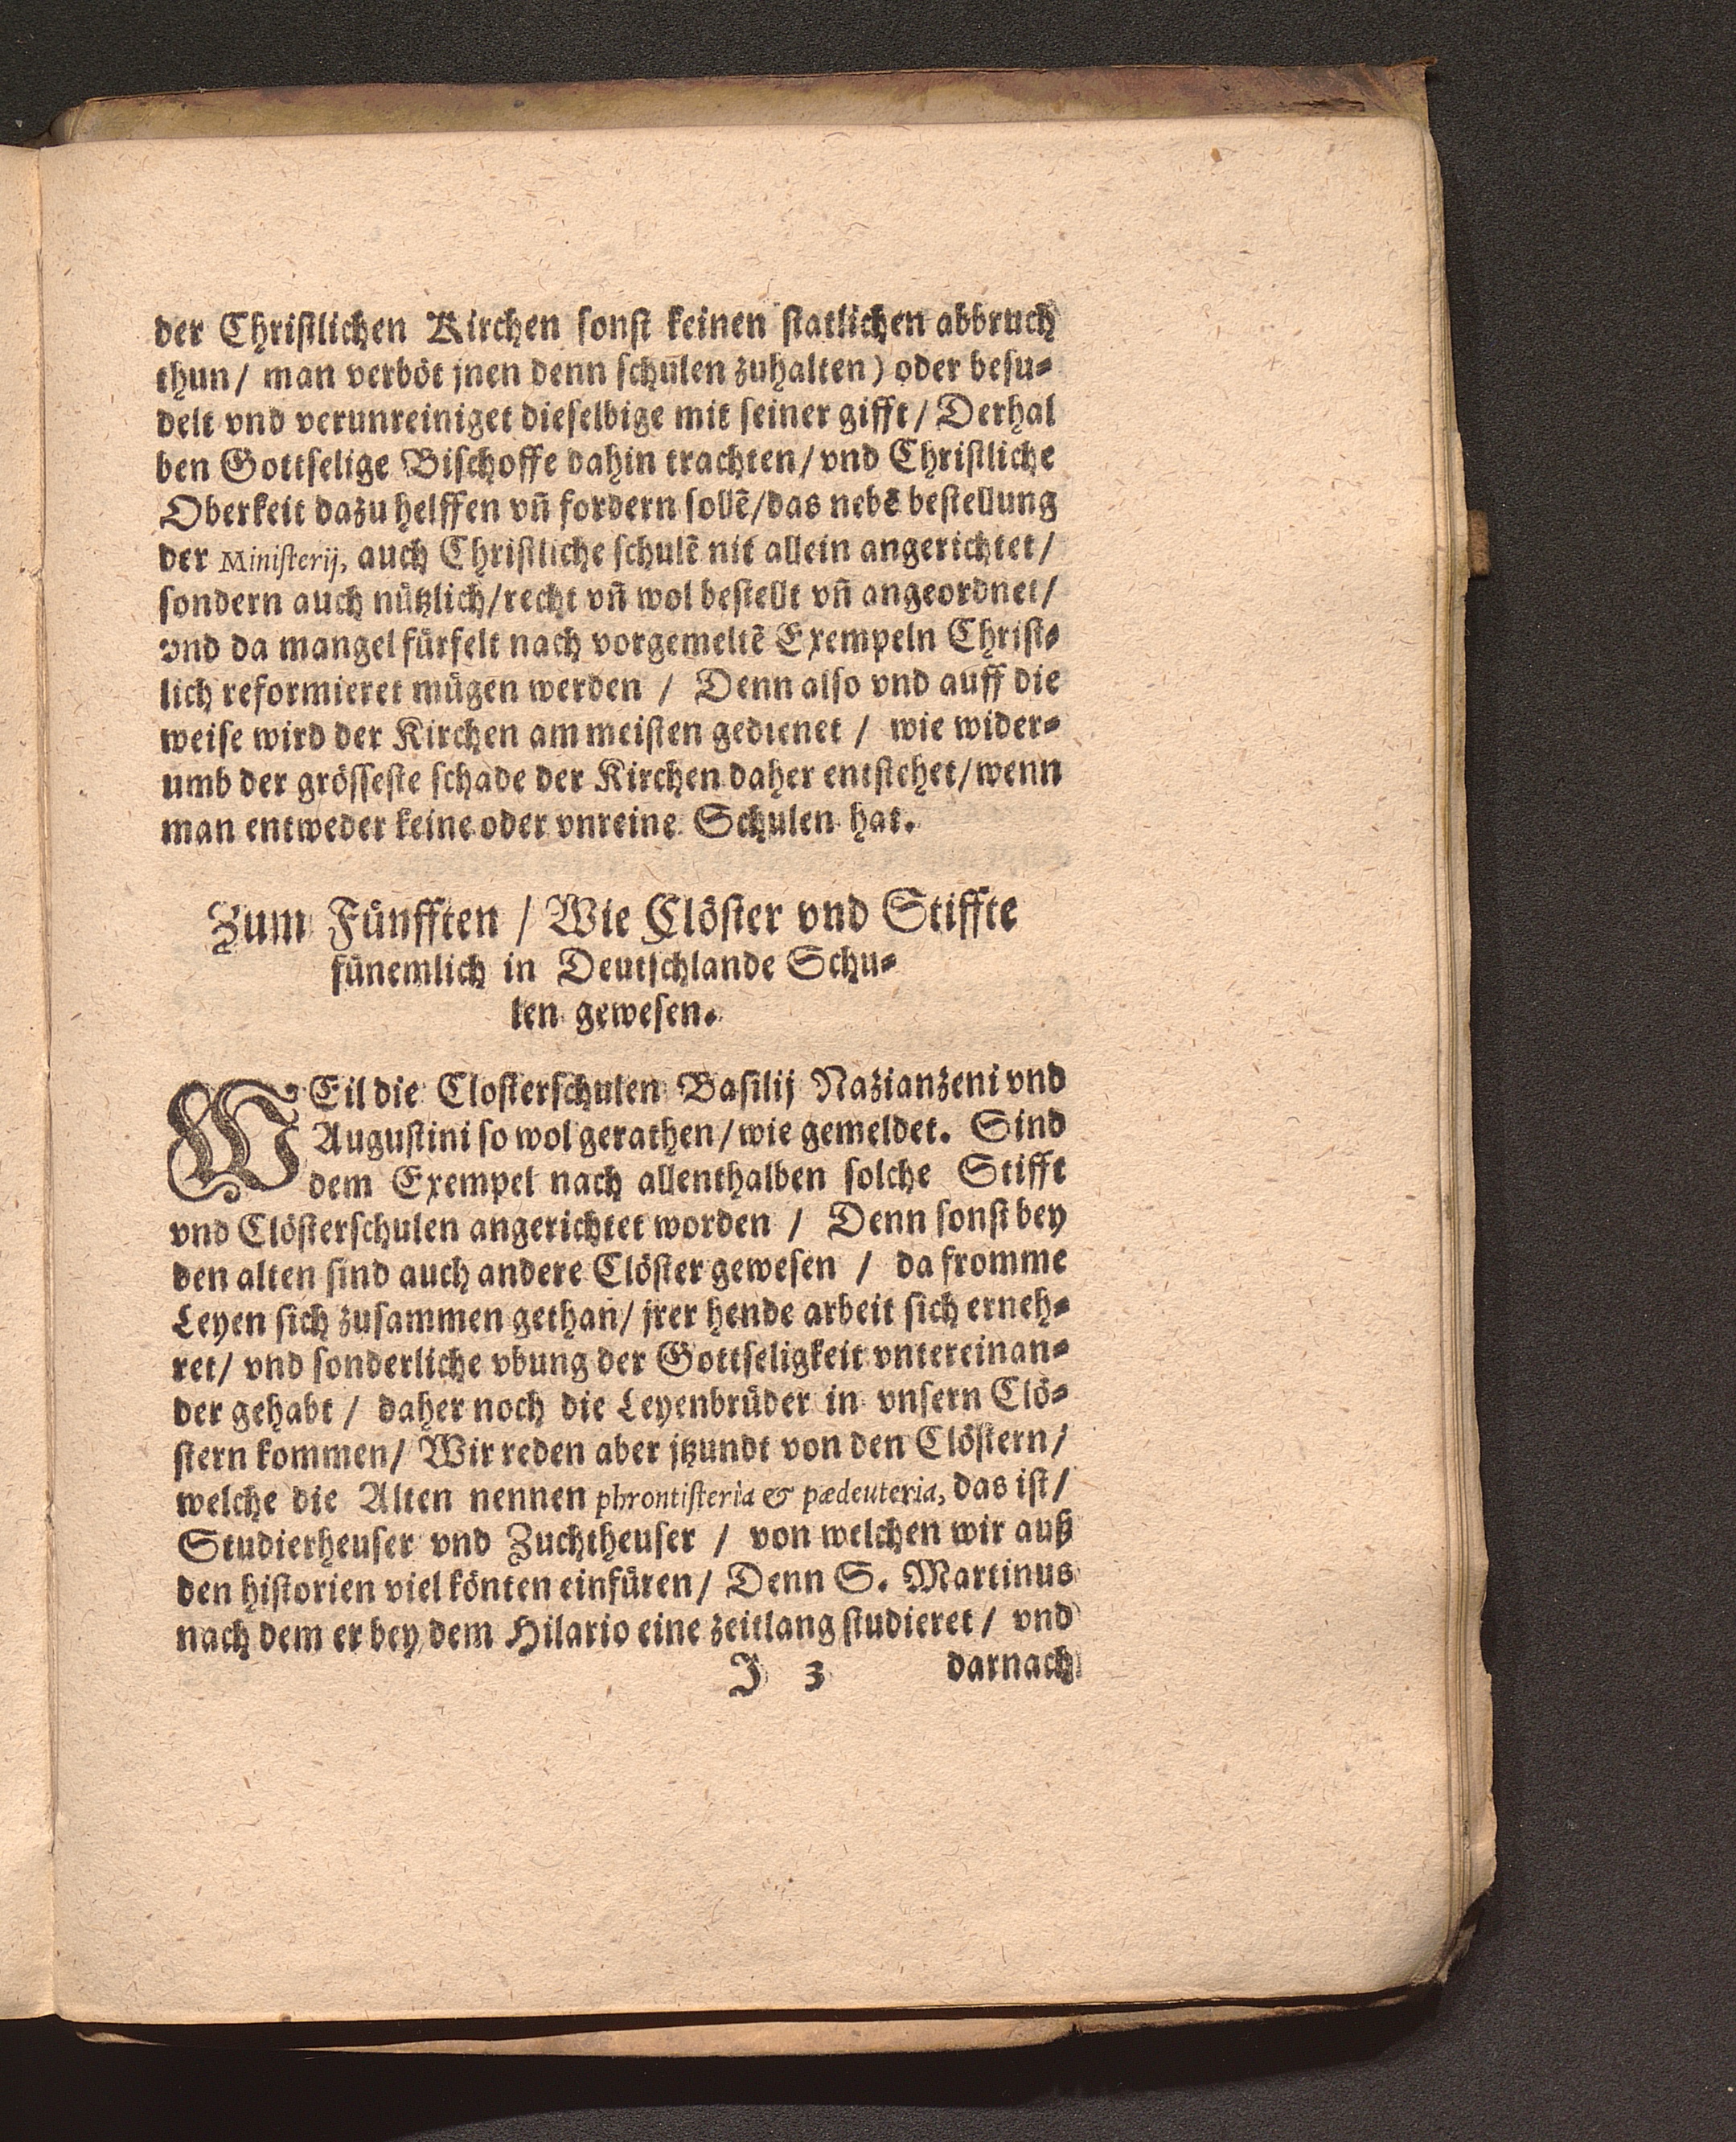 der Christlichen Kirchen sonst keinen statlichen abbruch
thun/ man verböt jnen denn schulen zuhalten) oder besu⸗
delt vnd verunreiniget dieselbige mit seiner gifft/ Derhal
ben Gottselige Bischoffe dahin trachten/ vnd Christliche
Oberkeit dazu helffen vñ fordern sollẽ/das nebẽ bestellung
der Ministerij, auch Christliche schulẽ nit allein angerichtet/
sondern auch nützlich/recht vñ wol bestellt vñ angeordnet/
vnd da mangel fürfelt nach vorgemeltẽ Exempeln Christ⸗
lich reformieret mügen werden / Denn also vnd auff die
weise wird der Kirchen am meisten gedienet / wie wider⸗
umb der grösseste schade der Kirchen daher entstehet/wenn
man entweder keine oder vnreine Schulen hat.
Zum Fünfften / Wie Clöster vnd Stiffte
fünemlich in Deutschlande Schu⸗
len gewesen.
WEil die Closterschulen Basilij Nazianzeni vnd
Augustini so wol gerathen/wie gemeldet. Sind
dem Exempel nach allenthalben solche Stifft
vnd Clösterschulen angerichtet worden / Denn sonst bey
den alten sind auch andere Clöster gewesen / da fromme
Leyen sich zusammen gethan/ jrer hende arbeit sich erneh⸗
ret/ vnd sonderliche vbung der Gottseligkeit vntereinan⸗
der gehabt / daher noch die Leyenbrüder in vnsern Clö⸗
stern kommen/ Wir reden aber jtzundt von den Clöstern/
welche die Alten nennen phrontisteria & pædeuteria, das ist/
Studierheuser vnd Zuchtheuser / von welchen wir auß
den historien viel könten einfüren/ Denn S. Martinus
nach dem er bey dem Hilario eine zeitlang studieret / vnd
J 3 darnach